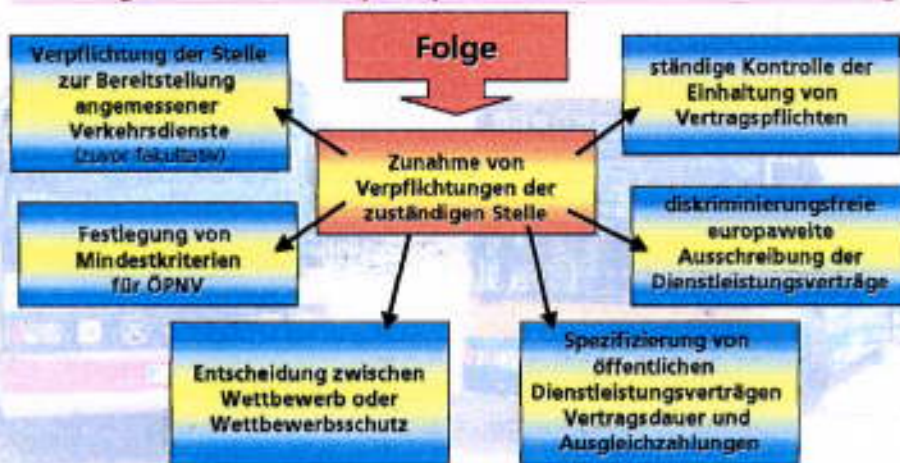 Folge
Verpflichtung der Stelle
zur Bereitstellung
angemessener
Verkehrsdienste
(zuvor fakultativ)
ständige Kontrolle der
Einhaltung von
Vertragspflichten
Zunahme von
Verpflichtungen der
zuständigen Stelle
Festlegung von
Mindestkriterien
für ÖPNV
diskriminierungsfreie
europaweite
Ausschreibung der
Dienstleistungsverträge
Entscheidung zwischen
Wettbewerb oder
Wettbewerbsschutz
Spezifizierung von
öffentlichen
Dienstleistungsverträgen
Vertragsdauer und
Ausgleichzahlungen